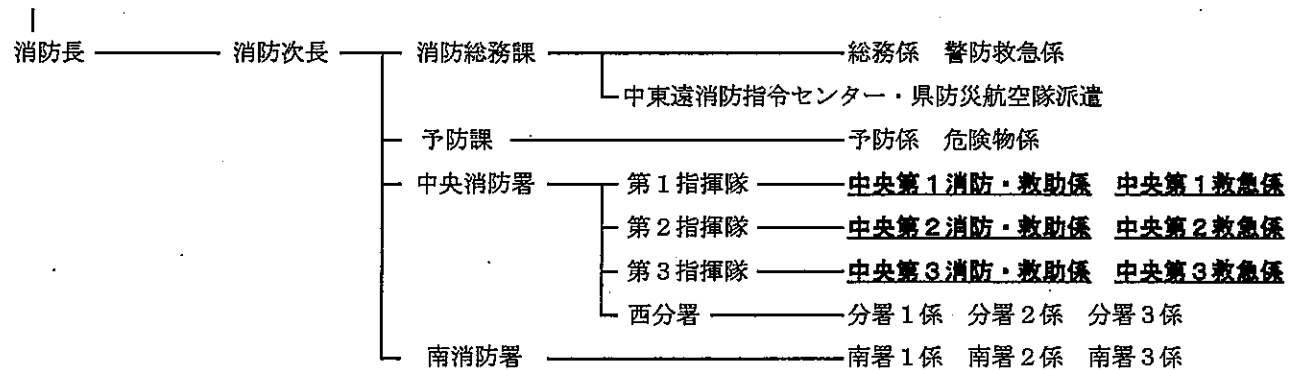 消防長 消防次長 消防総務課 総務係 警防救急係
中東遠消防指令センター・県防災航空隊派遣
予防課 予防係 危険物係
中央消防署 第1指揮隊 中央第1消防・救助係 中央第1救急係
第2指揮隊 中央第2消防・救助係 中央第2救急係
第3指揮隊 中央第3消防・救助係 中央第3救急係
西分署 分署1係 分署2係 分署3係
南消防署 南署1係 南署2係 南署3係